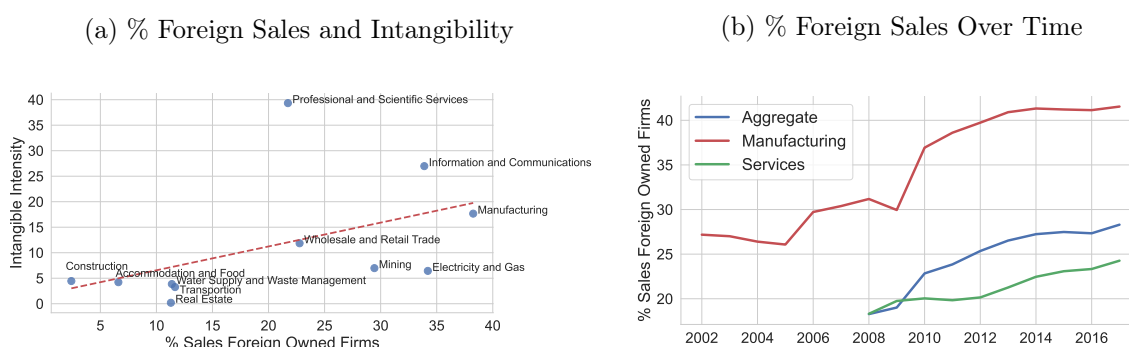 (a) % Foreign Sales and Intangibility
40
35
30
25
20
15
10
5
0
Intangible Intensity
Professional and Scientific Services
Information and Communications
Manufacturing
Wholesale and Retail Trade
Mining
Electricity and Gas
Construction
Accommodation and Food
Water Supply and Waste Management
Transportion
Real Estate
5 10 15 20 25 30 35 40
% Sales Foreign Owned Firms
(b) % Foreign Sales Over Time
% Sales Foreign Owned Firms
40
35
30
25
20
Aggregate
Manufacturing
Services
2002 2004 2006 2008 2010 2012 2014 2016